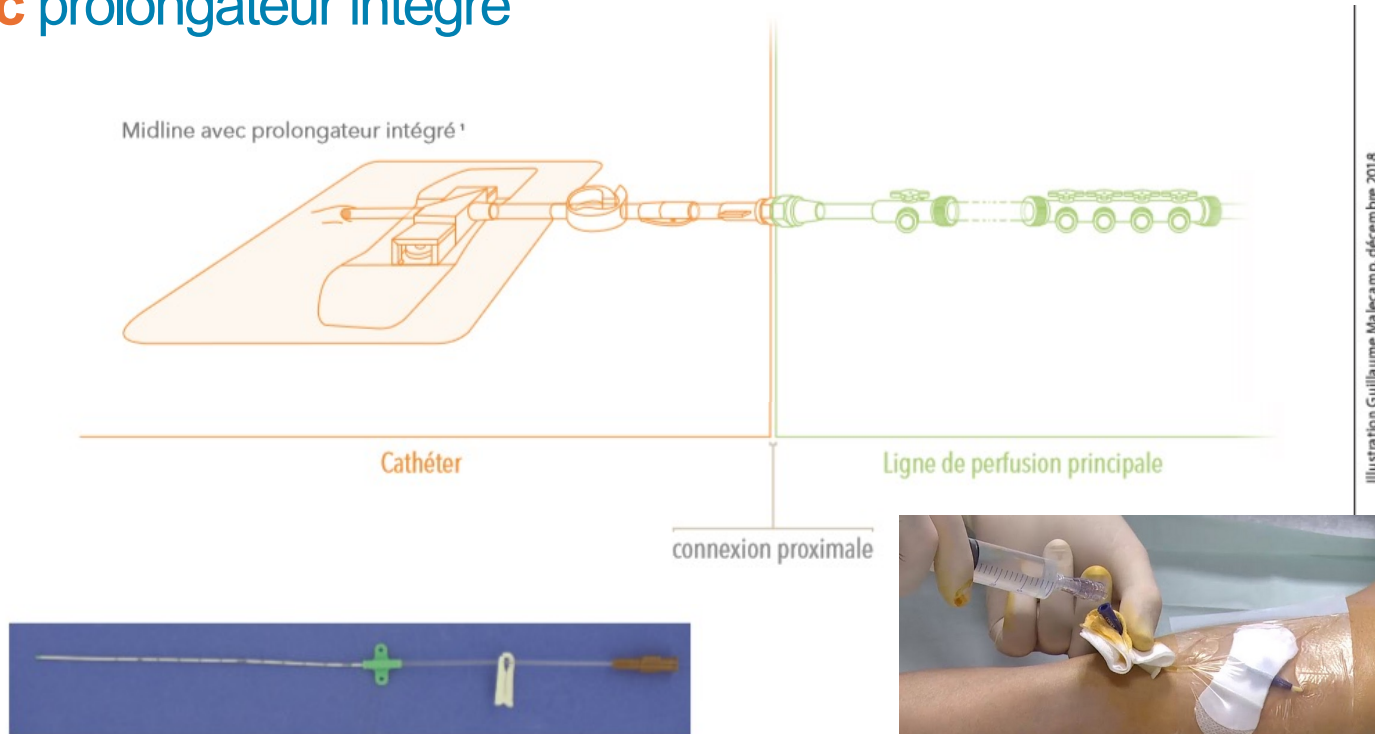 c prolongateur intégré
Midline avec prolongateur intégré ¹
Illustration Guillaume Malecamp, décembre 2018
Cathéter
Ligne de perfusion principale
connexion proximale